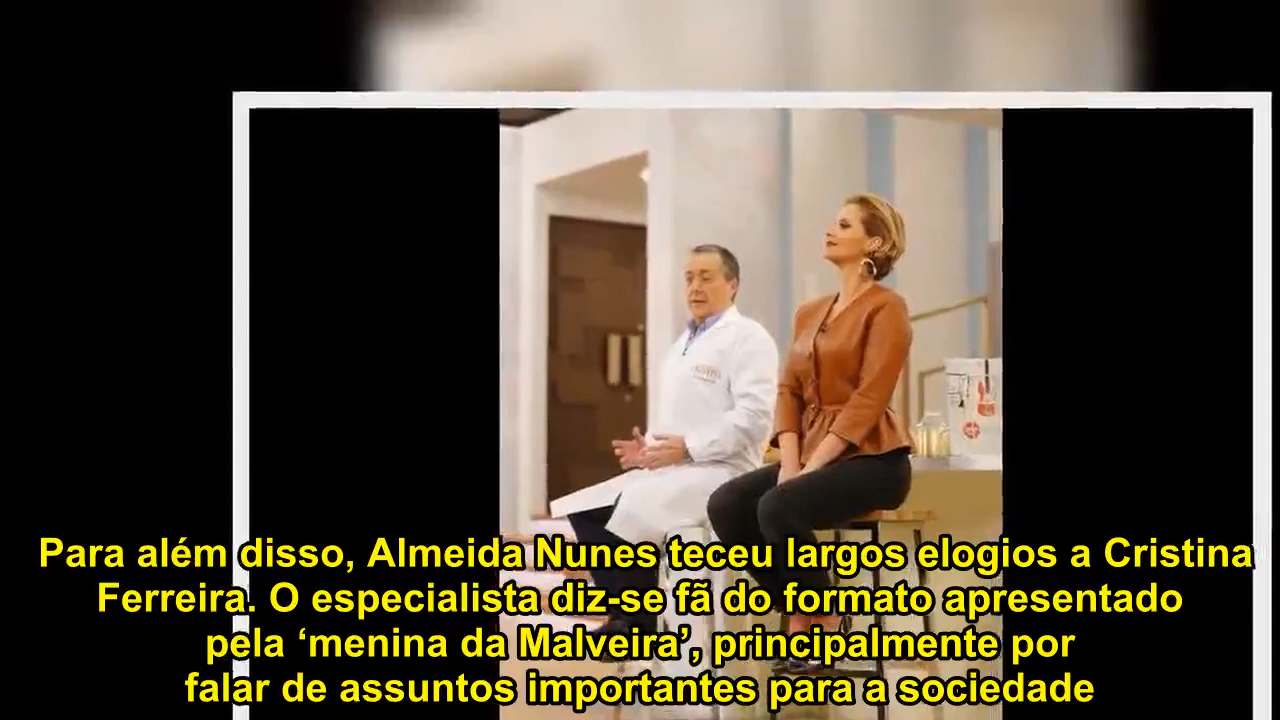 Para além disso, Almeida Nunes teceu largos elogios a Cristina
Ferreira. O especialista diz-se fã do formato apresentado
pela ‘menina da Malveira’, principalmente por
falar de assuntos importantes para a sociedade